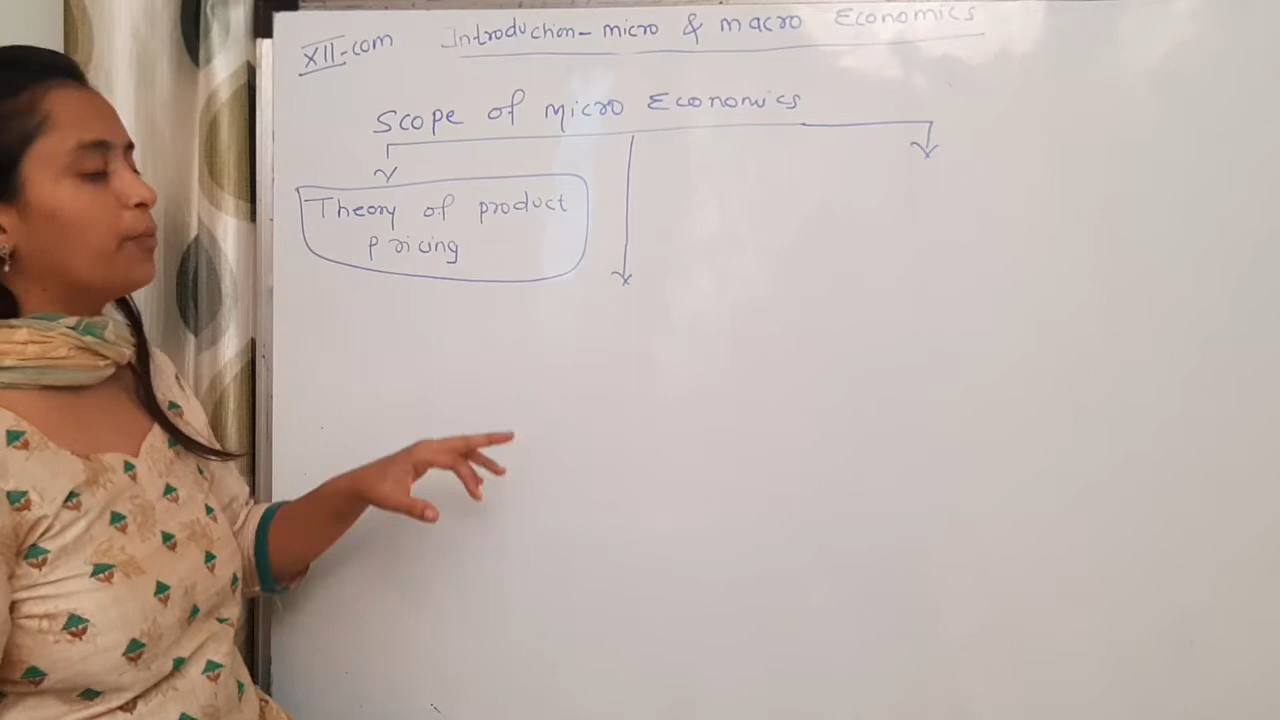 XII-com
Introduction- micro & macro Economics
Scope of micro Economics
Theory of product
pricing